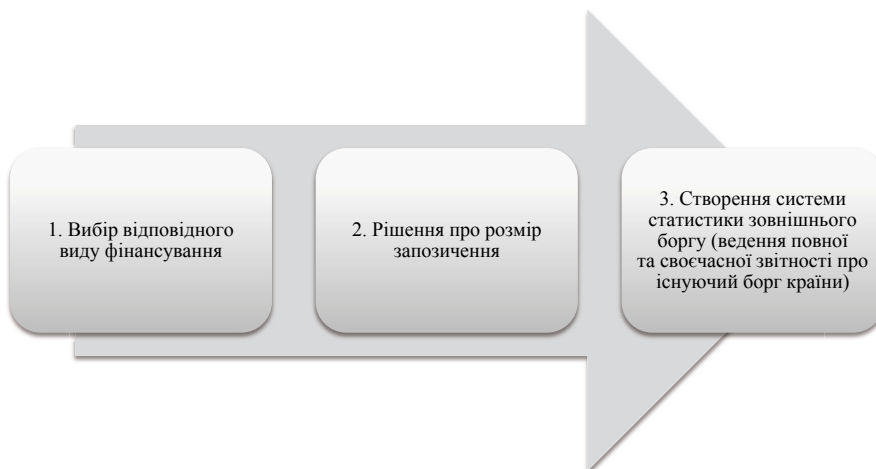 1. Вибір відповідного
виду фінансування
2. Рішення про розмір
запозичення
3. Створення системи
статистики зовнішнього
боргу (ведення повної
та своєчасної звітності про
існуючий борг країни)